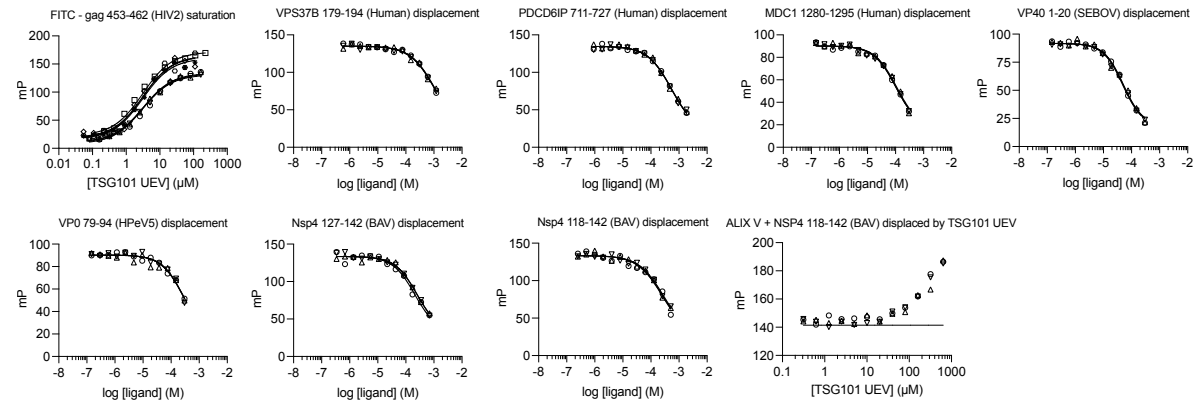 FITC - gag 453-462 (HIV2) saturation
200
150
100
50
0
mP
0.01 0.1 1 10 100 1000
[TSG101 UEV] (µM)
VPS37B 179-194 (Human) displacement
150
100
50
0
mP
-8 -7 -6 -5 -4 -3 -2
log [ligand] (M)
PDCD6IP 711-727 (Human) displacement
150
100
50
0
mP
-8 -7 -6 -5 -4 -3 -2
log [ligand] (M)
MDC1 1280-1295 (Human) displacement
100
80
60
40
20
mP
-8 -7 -6 -5 -4 -3 -2
log [ligand] (M)
VP40 1-20 (SEBOV) displacement
100
75
50
25
0
mP
-8 -7 -6 -5 -4 -3 -2
log [ligand] (M)
VP0 79-94 (HPeV5) displacement
100
80
60
40
20
0
mP
-8 -7 -6 -5 -4 -3 -2
log [ligand] (M)
Nsp4 127-142 (BAV) displacement
150
100
50
0
mP
-8 -7 -6 -5 -4 -3 -2
log [ligand] (M)
Nsp4 118-142 (BAV) displacement
150
100
50
0
mP
-8 -7 -6 -5 -4 -3 -2
log [ligand] (M)
ALIX V + NSP4 118-142 (BAV) displaced by TSG101 UEV
200
180
160
140
120
mP
0.1 1 10 100 1000
[TSG101 UEV] (µM)